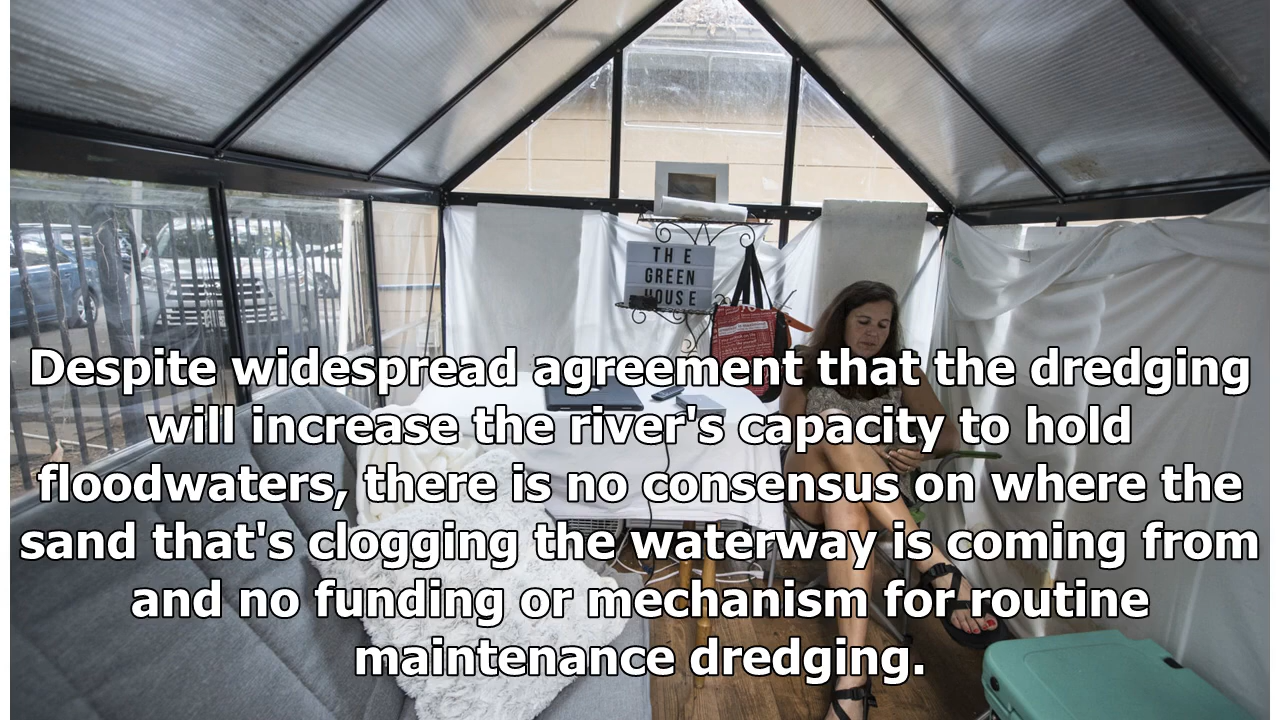 TH E
GREEN
HOUSE
Despite widespread agreement that the dredging
will increase the river's capacity to hold
floodwaters, there is no consensus on where the
sand that's clogging the waterway is coming from
and no funding or mechanism for routine
maintenance dredging.